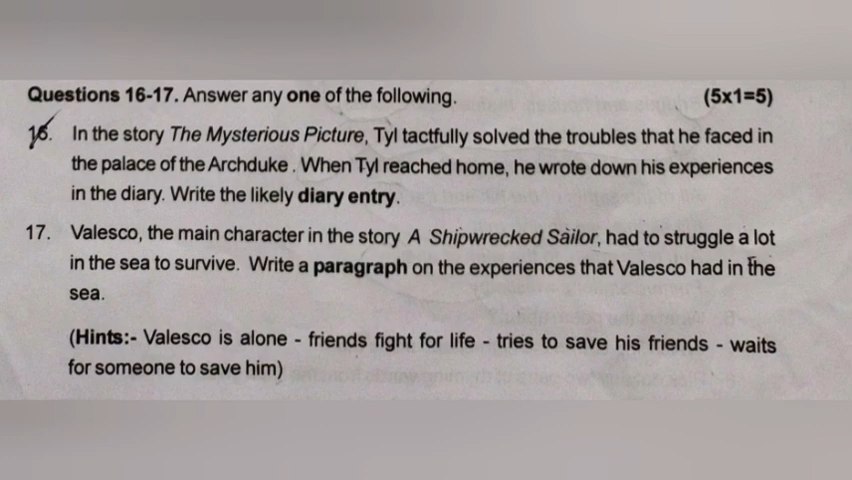 Questions 16-17. Answer any one of the following. (5x1=5)
16. In the story The Mysterious Picture, Tyl tactfully solved the troubles that he faced in
the palace of the Archduke . When Tyl reached home, he wrote down his experiences
in the diary. Write the likely diary entry.
17. Valesco, the main character in the story A Shipwrecked Sailor, had to struggle a lot
in the sea to survive. Write a paragraph on the experiences that Valesco had in the
sea.
(Hints:- Valesco is alone - friends fight for life - tries to save his friends - waits
for someone to save him)